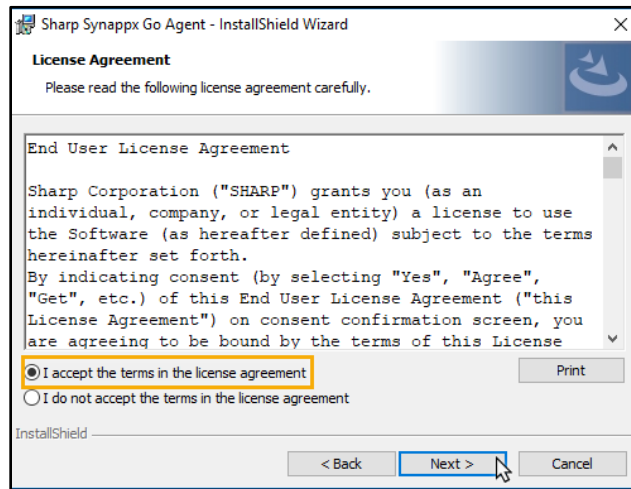 Sharp Synappx Go Agent - InstallShield Wizard
License Agreement
Please read the following license agreement carefully.
End User License Agreement
Sharp Corporation ("SHARP") grants you (as an
individual, company, or legal entity) a license to use
the Software (as hereafter defined) subject to the terms
hereinafter set forth.
By indicating consent (by selecting "Yes", "Agree",
"Get", etc.) of this End User License Agreement ("this
License Agreement") on consent confirmation screen, you
are agreeing to be bound by the terms of this License
I accept the terms in the license agreement
Print
I do not accept the terms in the license agreement
InstallShield
< Back
Next >
Cancel